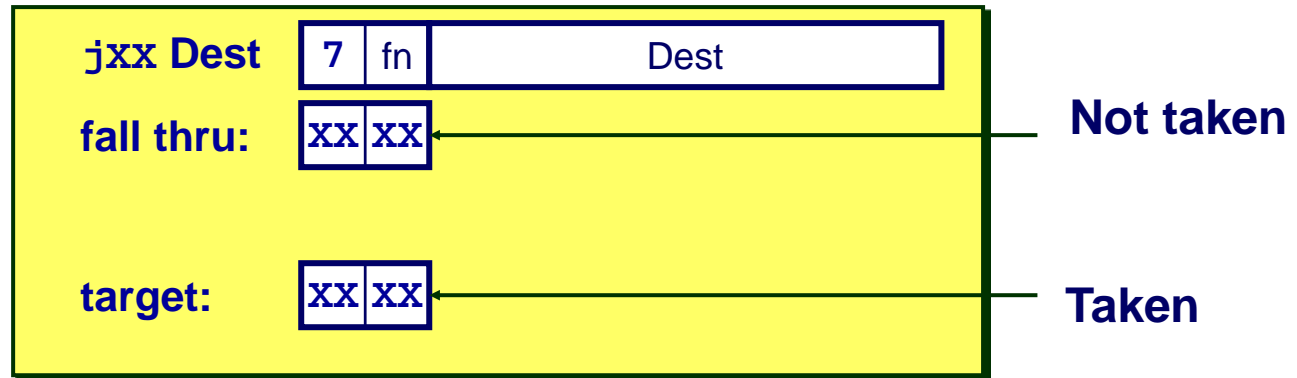 jXX Dest 7 fn Dest
fall thru: XX XX Not taken
target: XX XX Taken